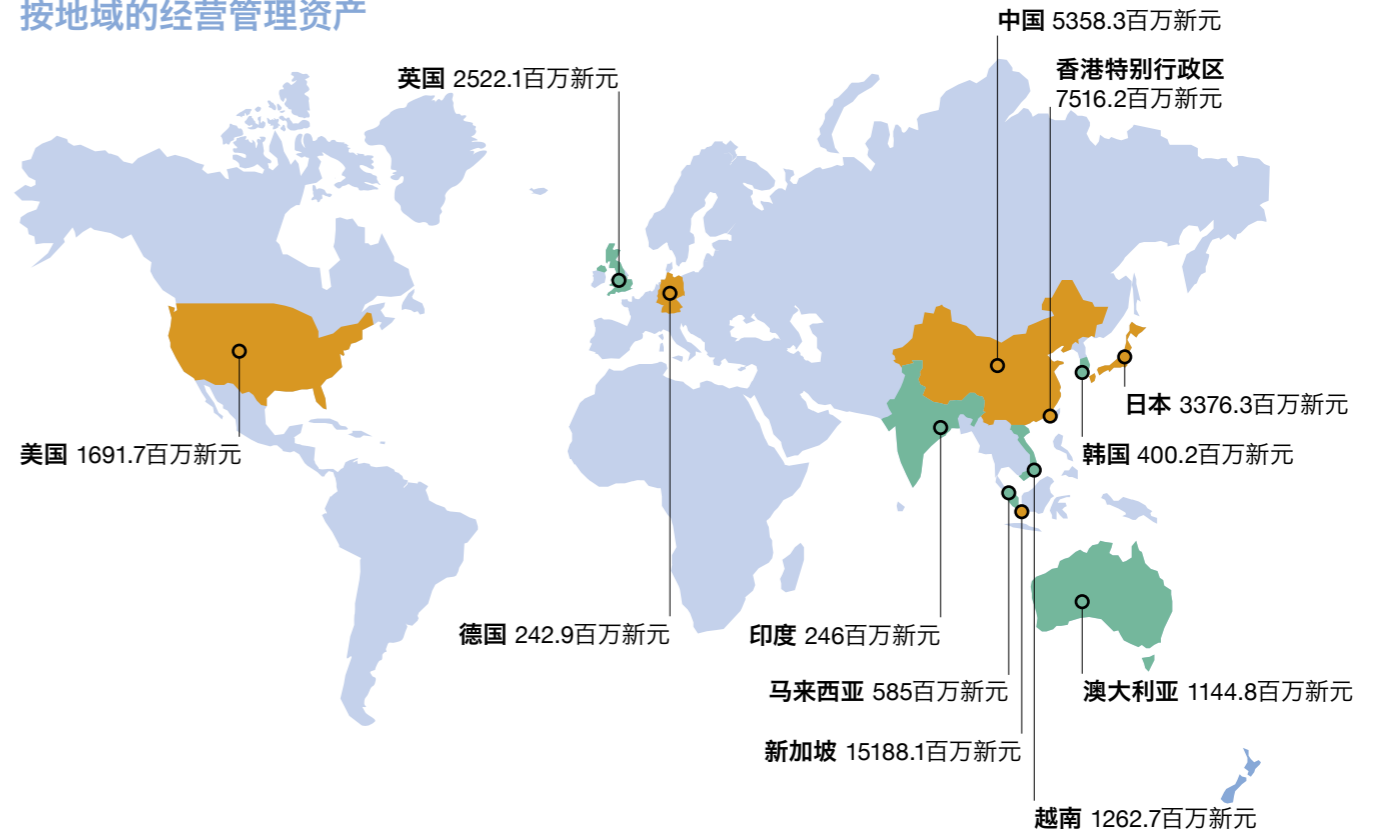 按地域的经营管理资产
中国 5358.3百万新元
英国 2522.1百万新元
香港特别行政区
7516.2百万新元
日本 3376.3百万新元
美国 1691.7百万新元
韩国 400.2百万新元
德国 242.9百万新元
印度 246百万新元
马来西亚 585百万新元
澳大利亚 1144.8百万新元
新加坡 15188.1百万新元
越南 1262.7百万新元